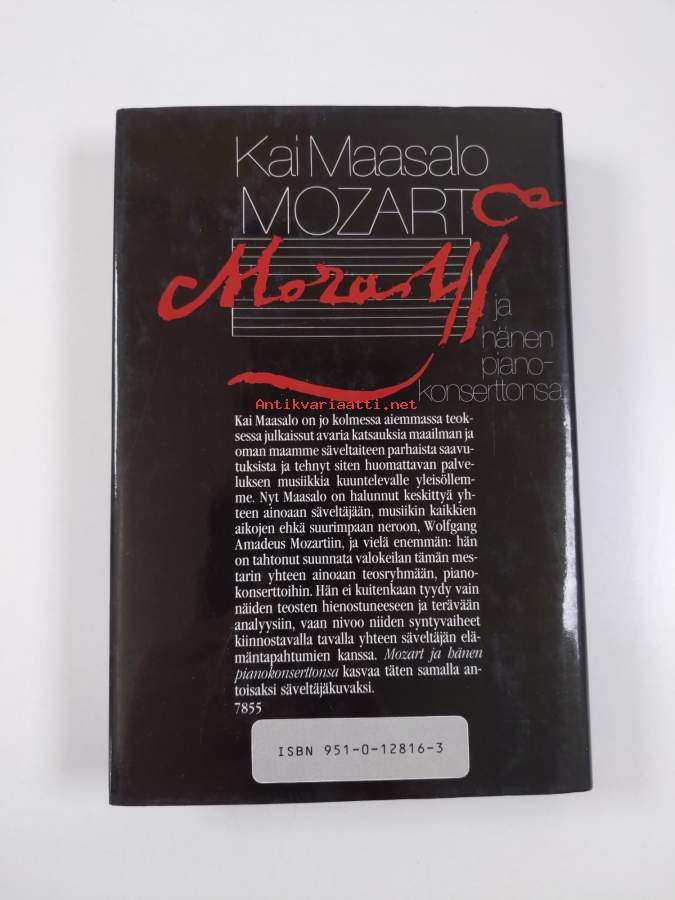 Kai Maasalo
MOZART
Mozart
ja
hänen
piano-
konserttonsa
Antikvariaatti.net
Kai Maasalo on jo kolmessa aiemmassa teok-
sessa julkaissut avaria katsauksia maailman ja
oman maamme säveltaiteen parhaista saavu-
tuksista ja tehnyt siten huomattavan palve-
luksen musiikkia kuuntelevalle yleisöllem-
me. Nyt Maasalo on halunnut keskittyä yh-
teen ainoaan säveltäjään, musiikin kaikkien
aikojen ehkä suurimpaan neroon, Wolfgang
Amadeus Mozartiin, ja vielä enemmän: hän
on tahtonut suunnata valokeilan tämän mes-
tarin yhteen ainoaan teosryhmään, piano-
konserttoihin. Hän ei kuitenkaan tyydy vain
näiden teosten hienostuneeseen ja terävään
analyysiin, vaan nivoo niiden syntyvaiheet
kiinnostavalla tavalla yhteen säveltäjän elä-
mäntapahtumien kanssa. Mozart ja hänen
pianokonserttonsa kasvaa täten samalla an-
toisaksi säveltäjäkuvaksi.
7855
ISBN 951-0-12816-3